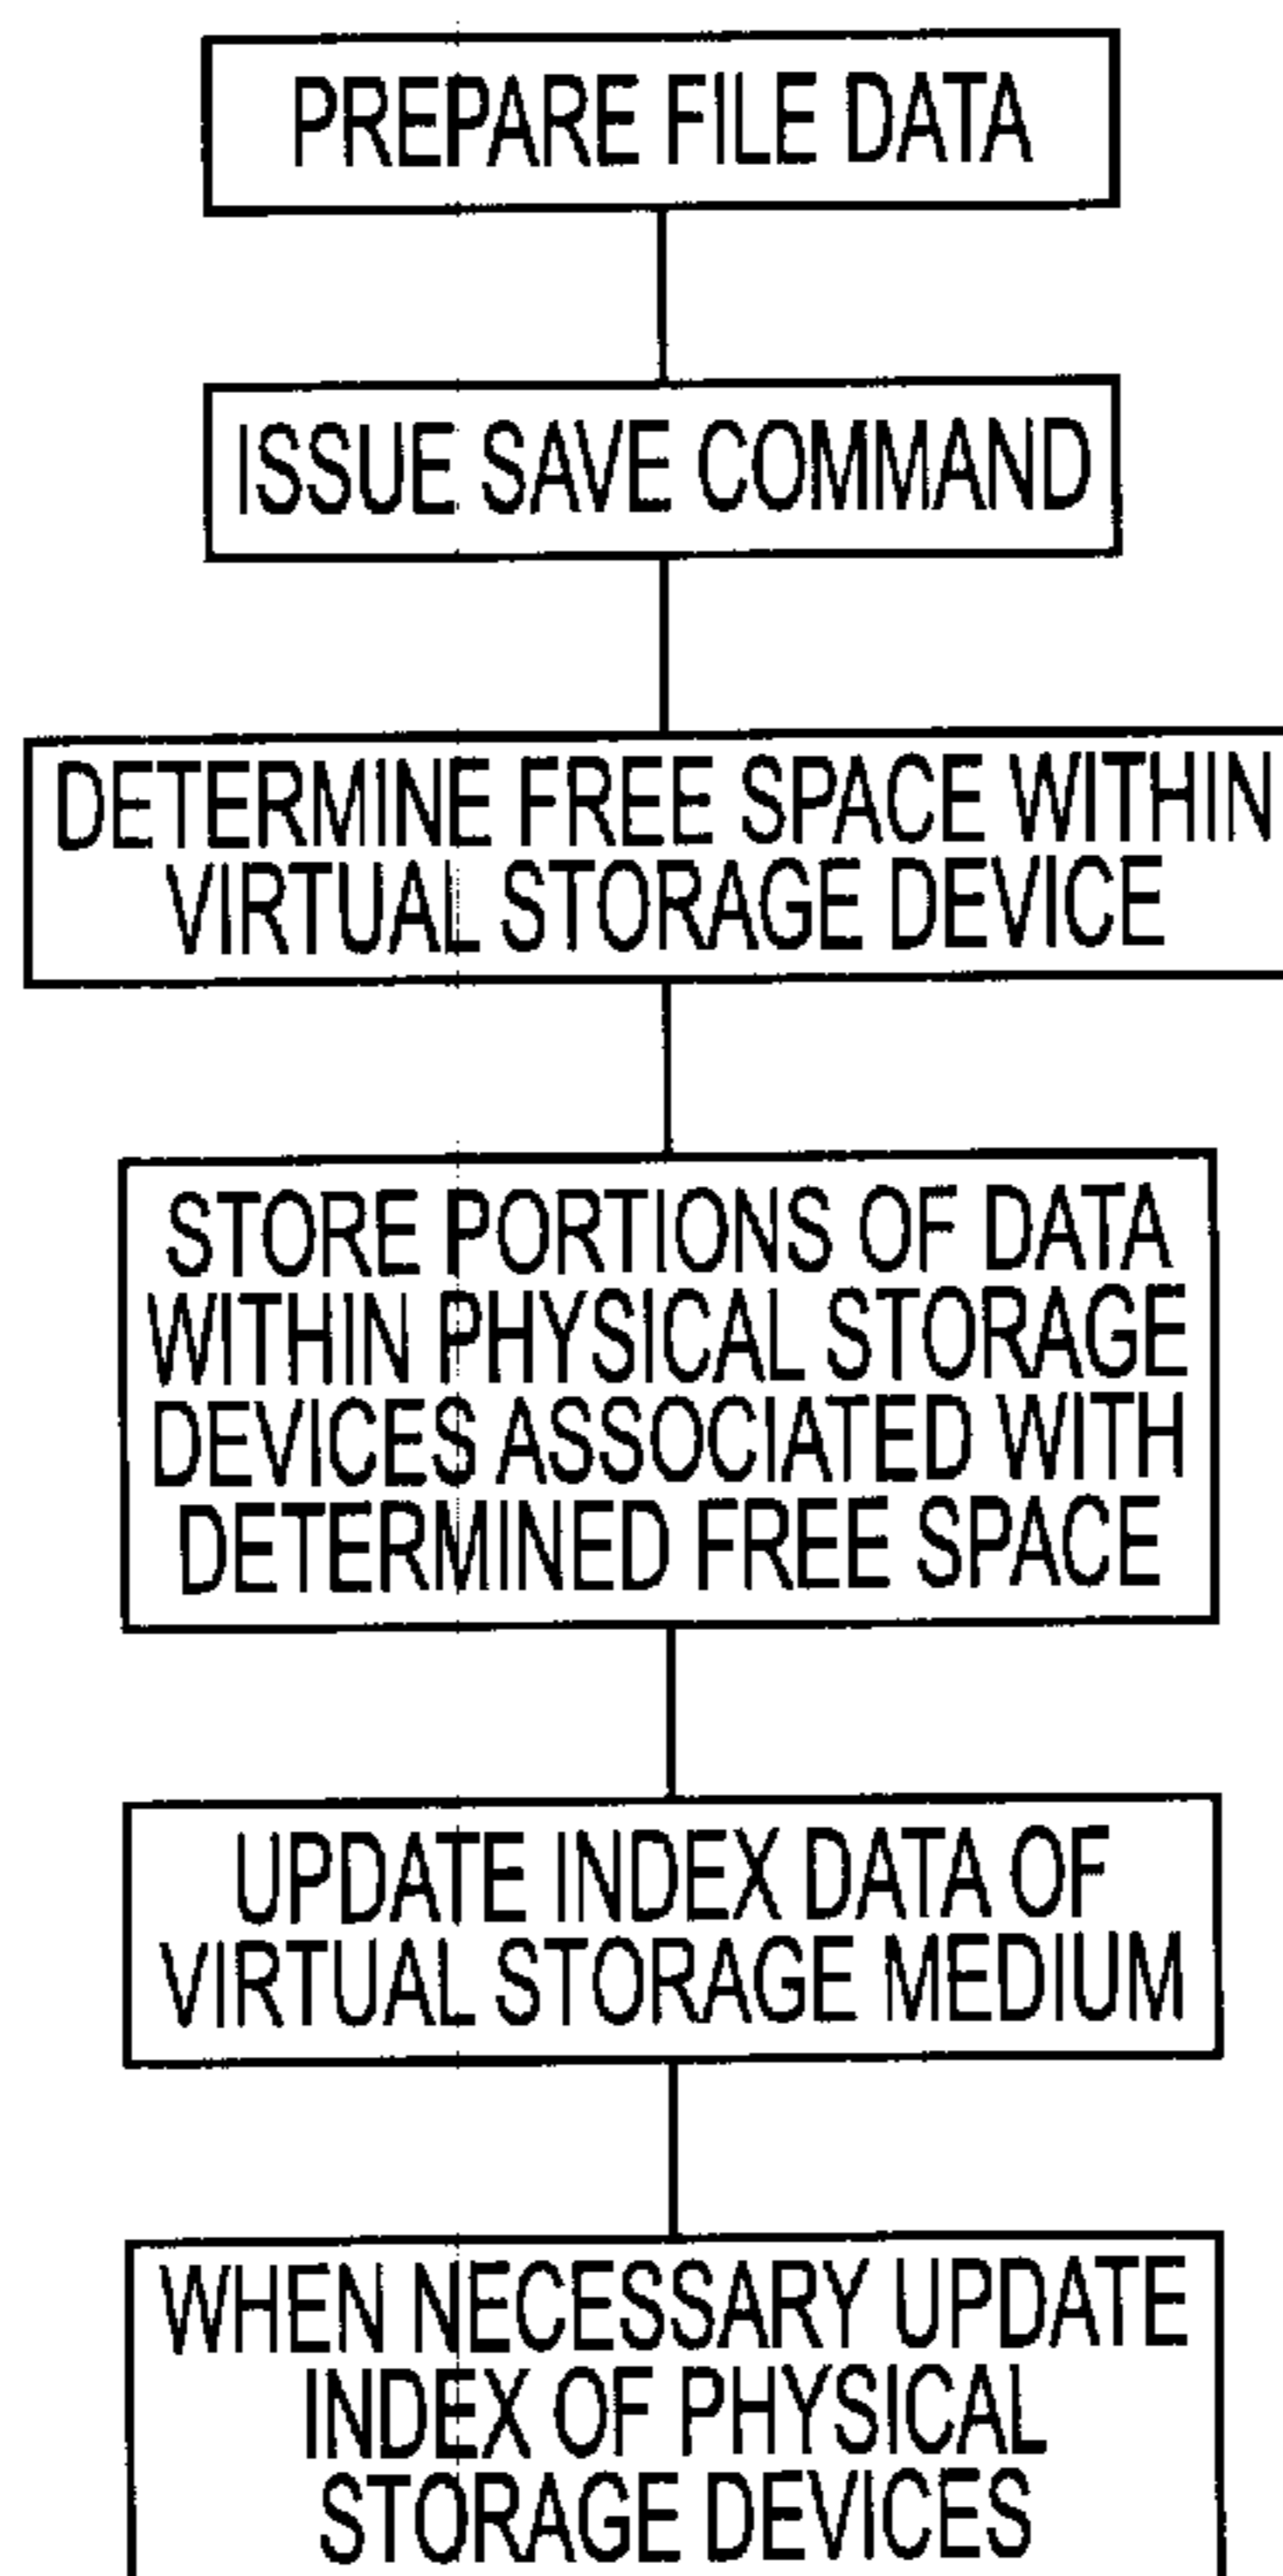 PREPARE FILE DATA
ISSUE SAVE COMMAND
DETERMINE FREE SPACE WITHIN
VIRTUAL STORAGE DEVICE
STORE PORTIONS OF DATA
WITHIN PHYSICAL STORAGE
DEVICES ASSOCIATED WITH
DETERMINED FREE SPACE
UPDATE INDEX DATA OF
VIRTUAL STORAGE MEDIUM
WHEN NECESSARY UPDATE
INDEX OF PHYSICAL
STORAGE DEVICES